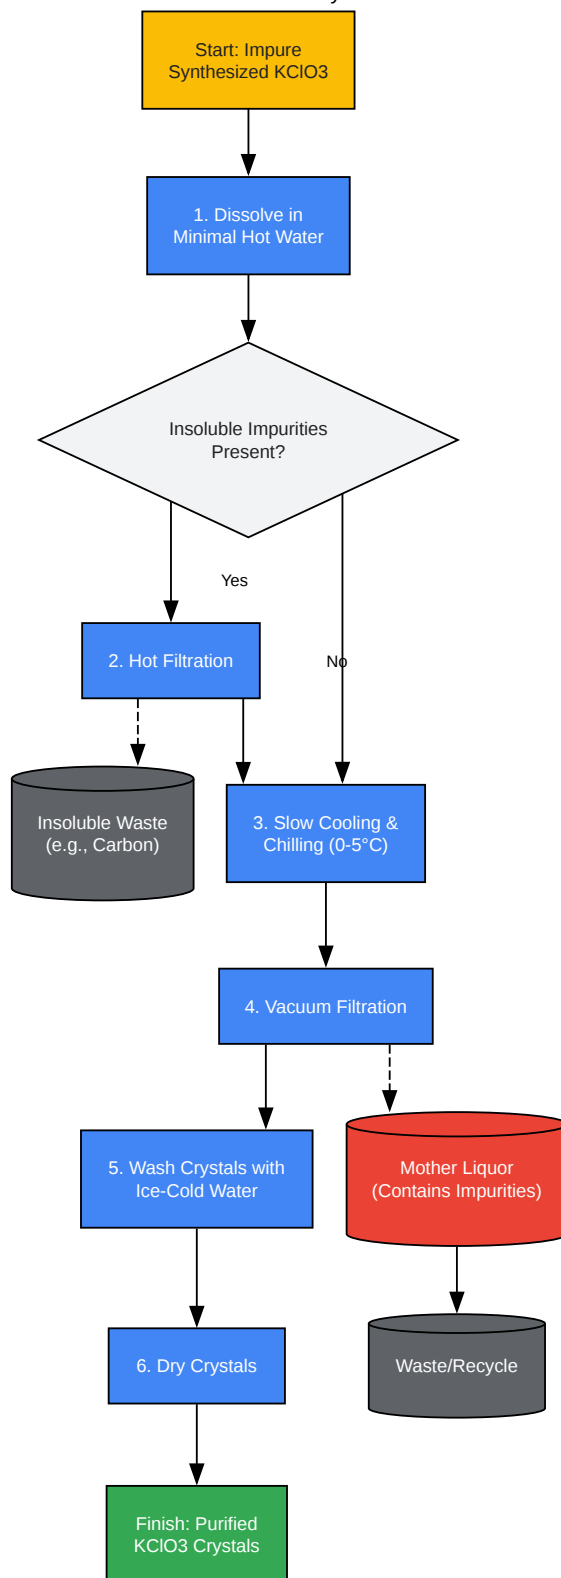 Start: Impure
Synthesized KClO3
1. Dissolve in
Minimal Hot Water
Insoluble Impurities
Present?
Yes
2. Hot Filtration
No
Insoluble Waste
(e.g., Carbon)
3. Slow Cooling &
Chilling (0-5°C)
4. Vacuum Filtration
5. Wash Crystals with
Ice-Cold Water
Mother Liquor
(Contains Impurities)
6. Dry Crystals
Waste/Recycle
Finish: Purified
KClO3 Crystals